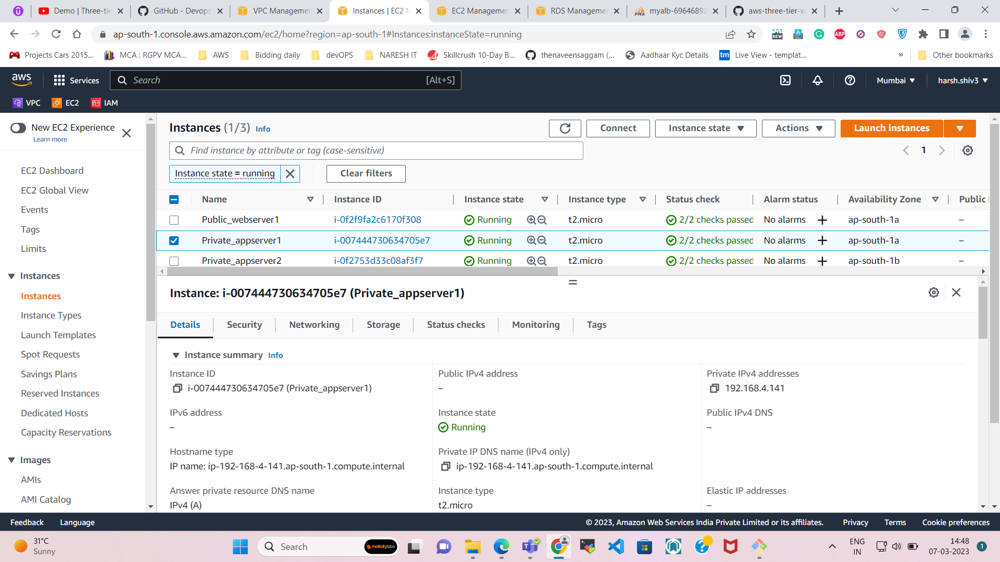 Demo | Three-tie
GitHub - Devops
VPC Managemen
Instances | EC2 M
EC2 Managemen
RDS Manageme
PMA myalb-69646892
aws-three-tier-w
ap-south-1.console.aws.amazon.com/ec2/home?region=ap-south-1#Instances:instanceState=running
NEW
ABP
Projects Cars 2015...
MCA : RGPV MCA...
AWS
Bidding daily
devOPS
NARESH IT
Skillcrush 10-Day B...
thenaveensaggam (...
Aadhaar Kyc Details
tm Live View - templat...
»
Other bookmarks
aws
Services
Search
[Alt+S]
Mumbai
harsh.shiv3
VPC
EC2
IAM
New EC2 Experience
Learn more
EC2 Dashboard
EC2 Global View
Events
Tags
Limits
Instances
Instances
Instance Types
Launch Templates
Spot Requests
Savings Plans
Reserved Instances
Dedicated Hosts
Capacity Reservations
Images
AMIs
AMI Catalog
Instances (1/3) Info
Connect
Instance state
Actions
Launch instances
Find instance by attribute or tag (case-sensitive)
1
Instance state = running
Clear filters
Name Instance ID Instance state Instance type Status check Alarm status Availability Zone Public I
Public_webserver1 i-0f2f9fa2c6170f308 Running t2.micro 2/2 checks passed No alarms + ap-south-1a –
Private_appserver1 i-007444730634705e7 Running t2.micro 2/2 checks passed No alarms + ap-south-1a –
Private_appserver2 i-0f2753d33c08af3f7 Running t2.micro 2/2 checks passed No alarms + ap-south-1b –
Instance: i-007444730634705e7 (Private_appserver1)
Details
Security
Networking
Storage
Status checks
Monitoring
Tags
Instance summary Info
Instance ID
i-007444730634705e7 (Private_appserver1)
Public IPv4 address
–
Private IPv4 addresses
192.168.4.141
IPv6 address
–
Instance state
Running
Public IPv4 DNS
–
Hostname type
IP name: ip-192-168-4-141.ap-south-1.compute.internal
Private IP DNS name (IPv4 only)
ip-192-168-4-141.ap-south-1.compute.internal
Answer private resource DNS name
IPv4 (A)
Instance type
t2.micro
Elastic IP addresses
–
Feedback
Language
© 2023, Amazon Web Services India Private Limited or its affiliates.
Privacy
Terms
Cookie preferences
31°C
Sunny
Search
motivitylabs
ENG
IN
14:48
07-03-2023
1